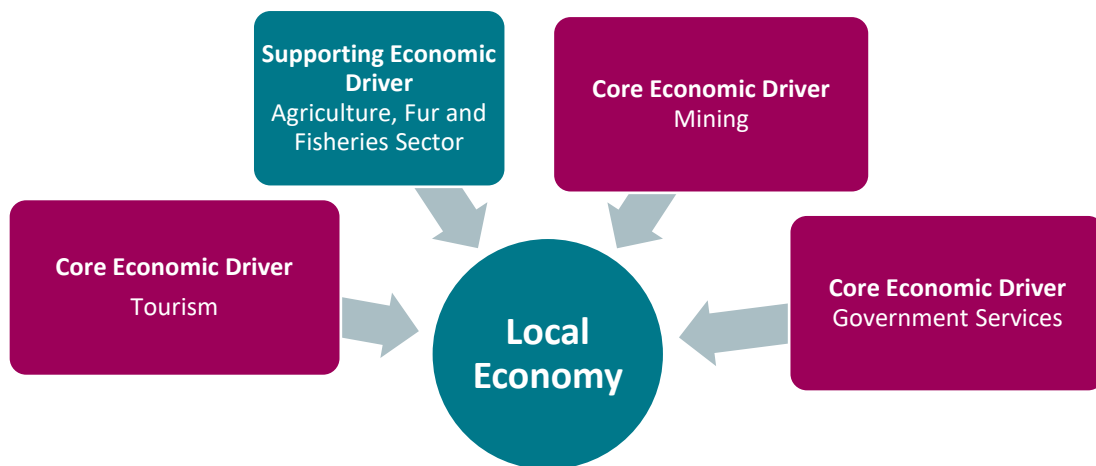 Supporting Economic
Driver
Agriculture, Fur and
Fisheries Sector
Core Economic Driver
Mining
Core Economic Driver
Tourism
Core Economic Driver
Government Services
Local
Economy